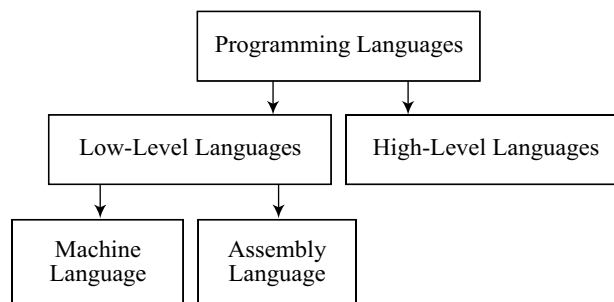 Programming Languages
Low-Level Languages
High-Level Languages
Machine
Language
Assembly
Language